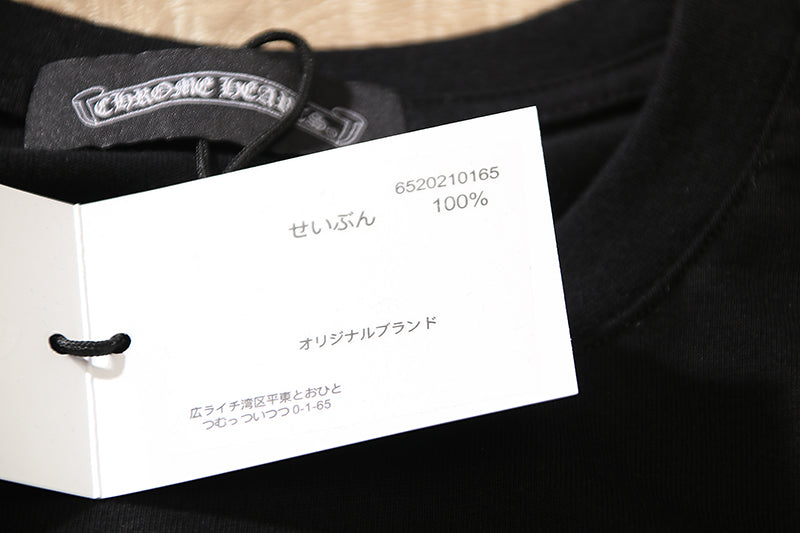 CHROME HEARTS
6520210165
せいぶん 100%
オリジナルブランド
広ライチ湾区平東とおひと
つむっついつつ0-1-65